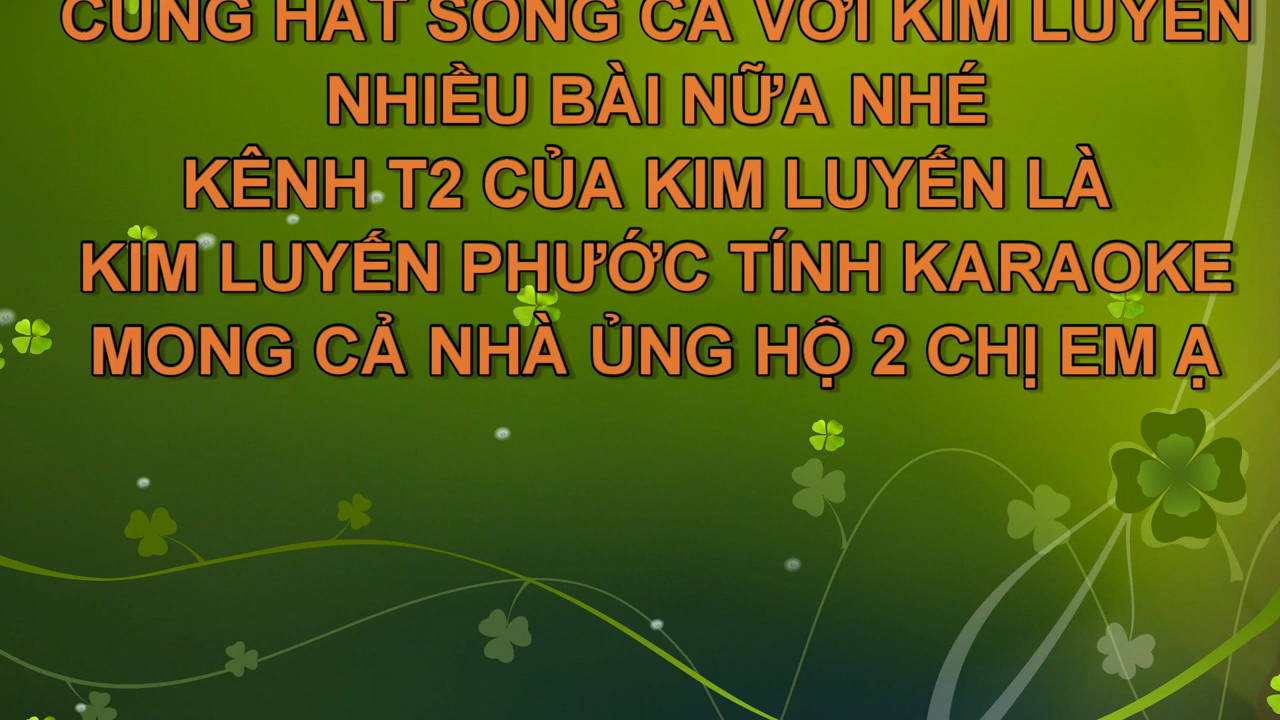 CÙNG HÁT SONG CA VỚI KIM LUYẾN
NHIỀU BÀI NỮA NHÉ
KÊNH T2 CỦA KIM LUYẾN LÀ
KIM LUYẾN PHƯỚC TÍNH KARAOKE
MONG CẢ NHÀ ỦNG HỘ 2 CHỊ EM Ạ